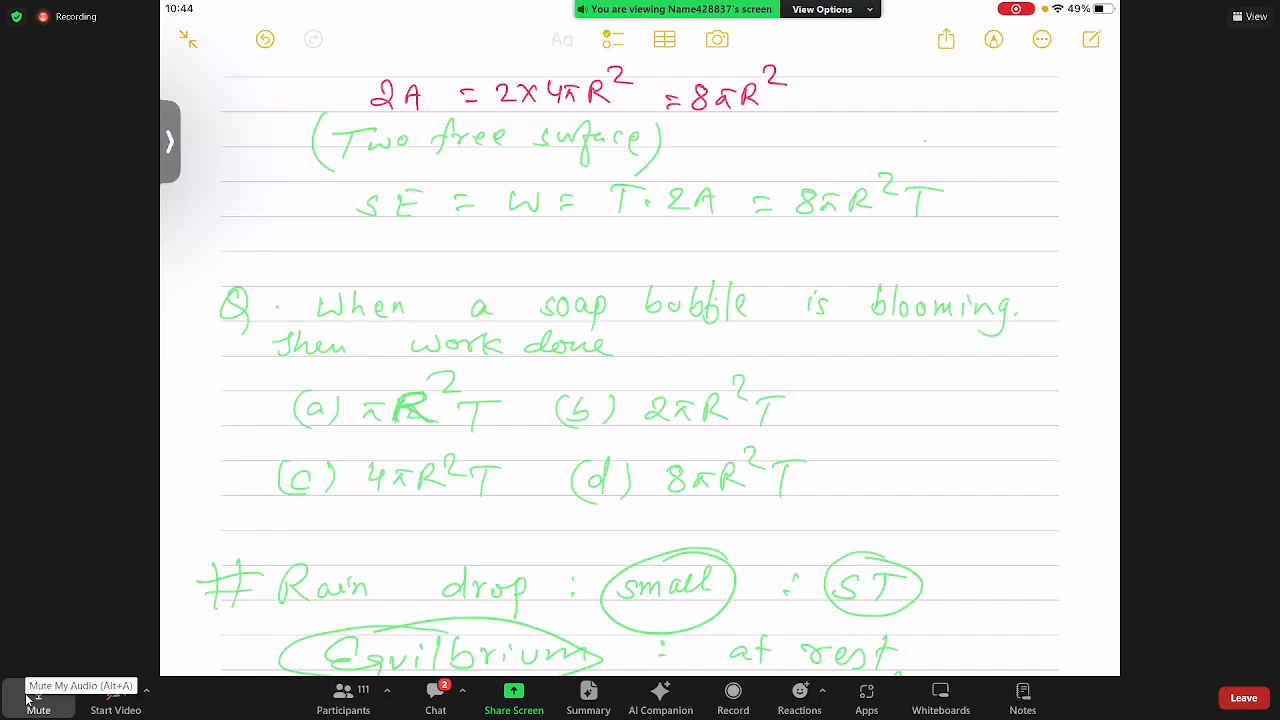 10:44
You are viewing Name428837's screen
View Options
49%
Recording
View
Aa
2A = 2×4πR² = 8πR²
(Two free surface)
SE = W = T. 2A = 8πR²T
Q. When a soap bubble is blooming.
Then work done
(a) πR²T (b) 2πR²T
(c) 4πR²T (d) 8πR²T
# Rain drop : small ∴ ST
Equilbrium : at rest
Mute My Audio (Alt+A)
111
2
Mute
Start Video
Participants
Chat
Share Screen
Summary
AI Companion
Record
Reactions
Apps
Whiteboards
Notes
Leave